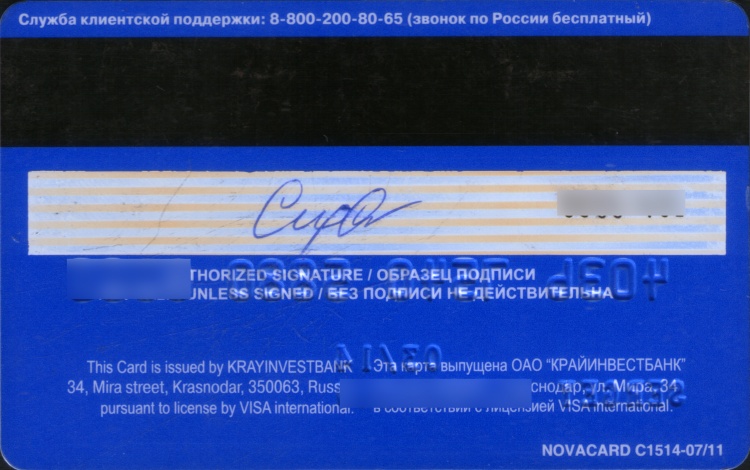 Служба клиентской поддержки: 8-800-200-80-65 (звонок по России бесплатный)
THORIZED SIGNATURE / ОБРАЗЕЦ ПОДПИСИ
UNLESS SIGNED / БЕЗ ПОДПИСИ НЕ ДЕЙСТВИТЕЛЬНА
This Card is issued by KRAYINVESTBANK Эта карта выпущена ОАО "КРАЙИНВЕСТБАНК"
34, Mira street, Krasnodar, 350063, Russ снодар, ул. Мира, 34
pursuant to license by VISA international. в соответствии с лицензией VISA international.
NOVACARD C1514-07/11